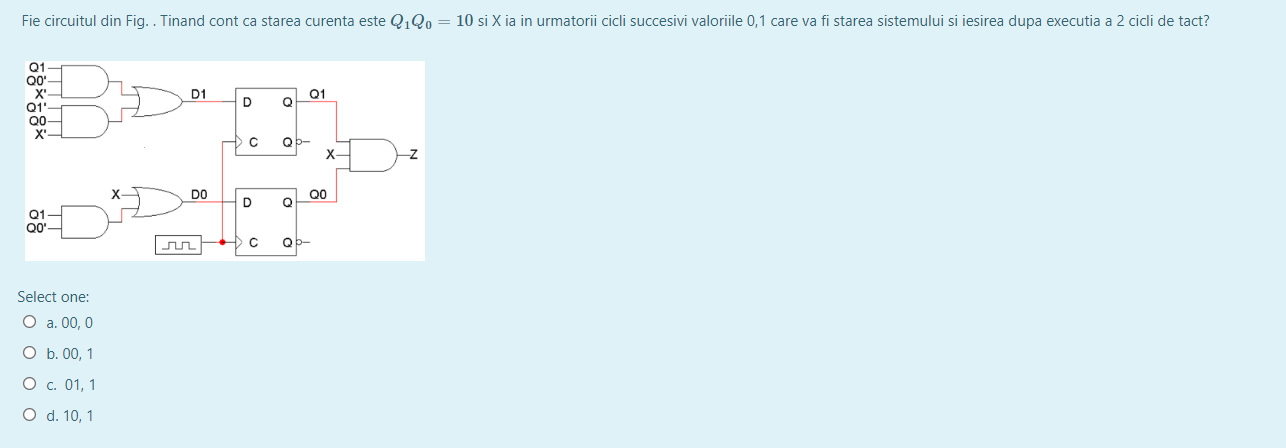 Fie circuitul din Fig. . Tinand cont ca starea curenta este Q₁Q₀ = 10 si X ia in urmatorii cicli succesivi valoriile 0,1 care va fi starea sistemului si iesirea dupa executia a 2 cicli de tact?
Q1
Q0'
X'
Q1'
Q0
X'
D1
D Q
Q1
C Q
X
Z
X
D0
D Q
Q0
Q1
Q0'
C Q
Select one:
a. 00, 0
b. 00, 1
c. 01, 1
d. 10, 1